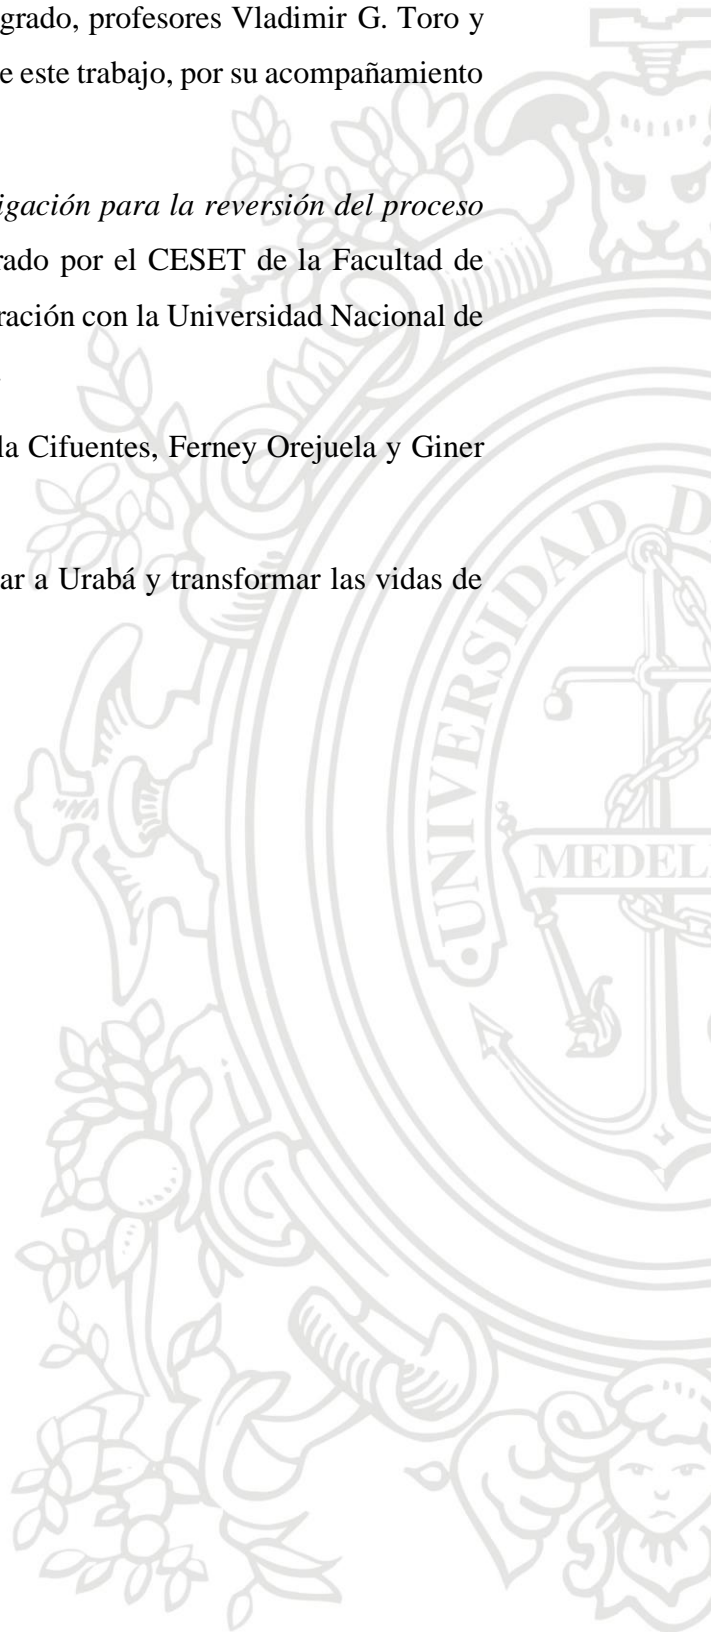 grado, profesores Vladimir G. Toro y
e este trabajo, por su acompañamiento
igación para la reversión del proceso
rado por el CESET de la Facultad de
ración con la Universidad Nacional de
la Cifuentes, Ferney Orejuela y Giner
ar a Urabá y transformar las vidas de
UNIVERSIDAD D
MEDEL